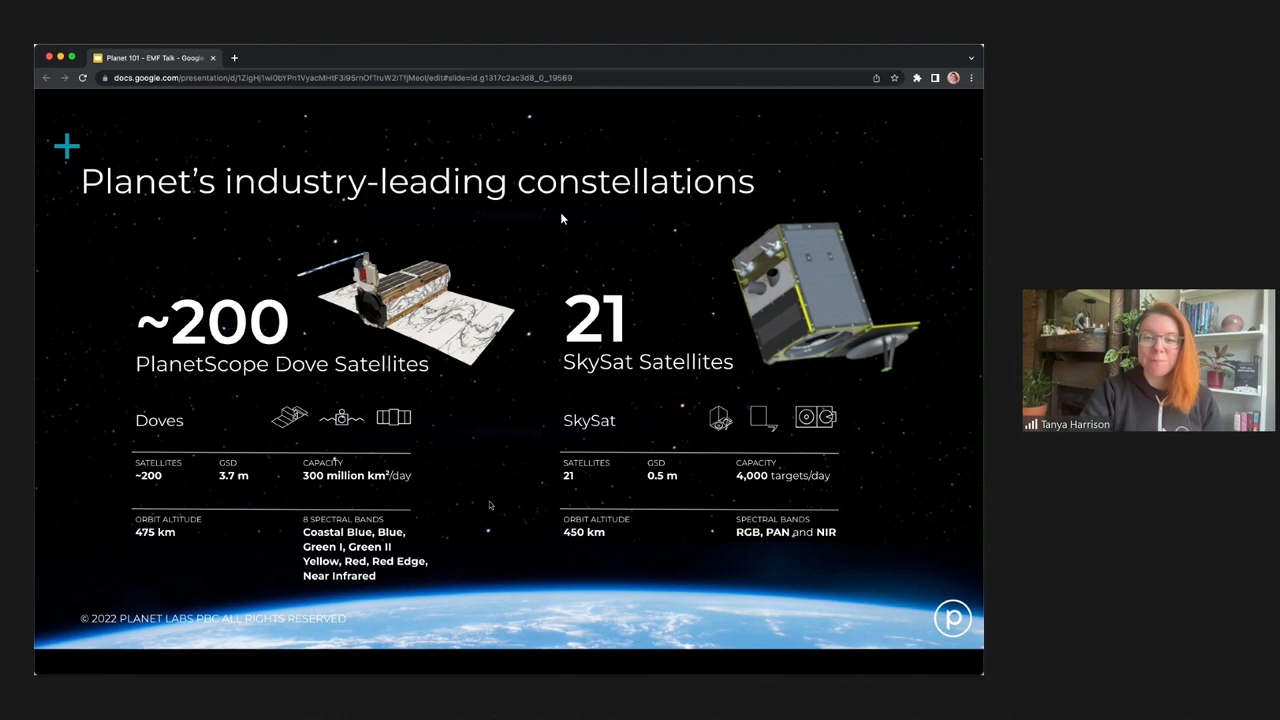 Planet 101 - EMF Talk - Google
docs.google.com/presentation/d/1ZigHj1wl0bYPn1VyacMHtF3i95rnOfTruW2ITfjMeoI/edit#slide=id.g1317c2ac3d8_0_19569
Planet's industry-leading constellations
~200
PlanetScope Dove Satellites
Doves
SATELLITES GSD CAPACITY
~200 3.7 m 300 million km²/day
ORBIT ALTITUDE 8 SPECTRAL BANDS
475 km Coastal Blue, Blue,
Green I, Green II
Yellow, Red, Red Edge,
Near Infrared
21
SkySat Satellites
SkySat
SATELLITES GSD CAPACITY
21 0.5 m 4,000 targets/day
ORBIT ALTITUDE SPECTRAL BANDS
450 km RGB, PAN and NIR
© 2022 PLANET LABS PBC ALL RIGHTS RESERVED
p
Tanya Harrison